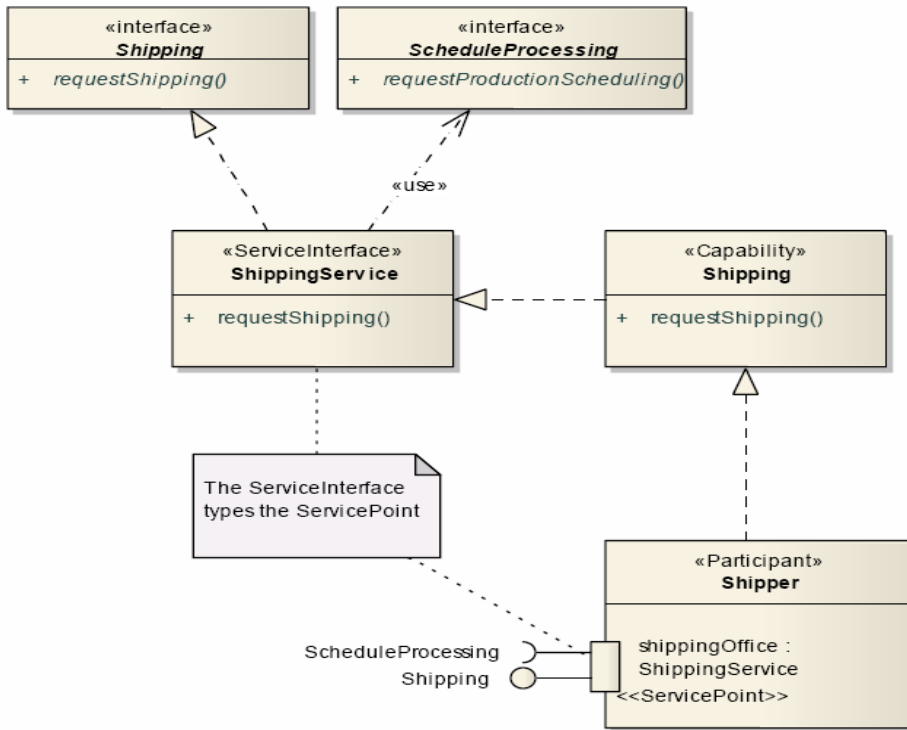 «interface»
Shipping
+ requestShipping()
«interface»
ScheduleProcessing
+ requestProductionScheduling()
«use»
«ServiceInterface»
ShippingService
+ requestShipping()
«Capability»
Shipping
+ requestShipping()
The ServiceInterface
types the ServicePoint
«Participant»
Shipper
shippingOffice :
ShippingService
<<ServicePoint>>
ScheduleProcessing
Shipping